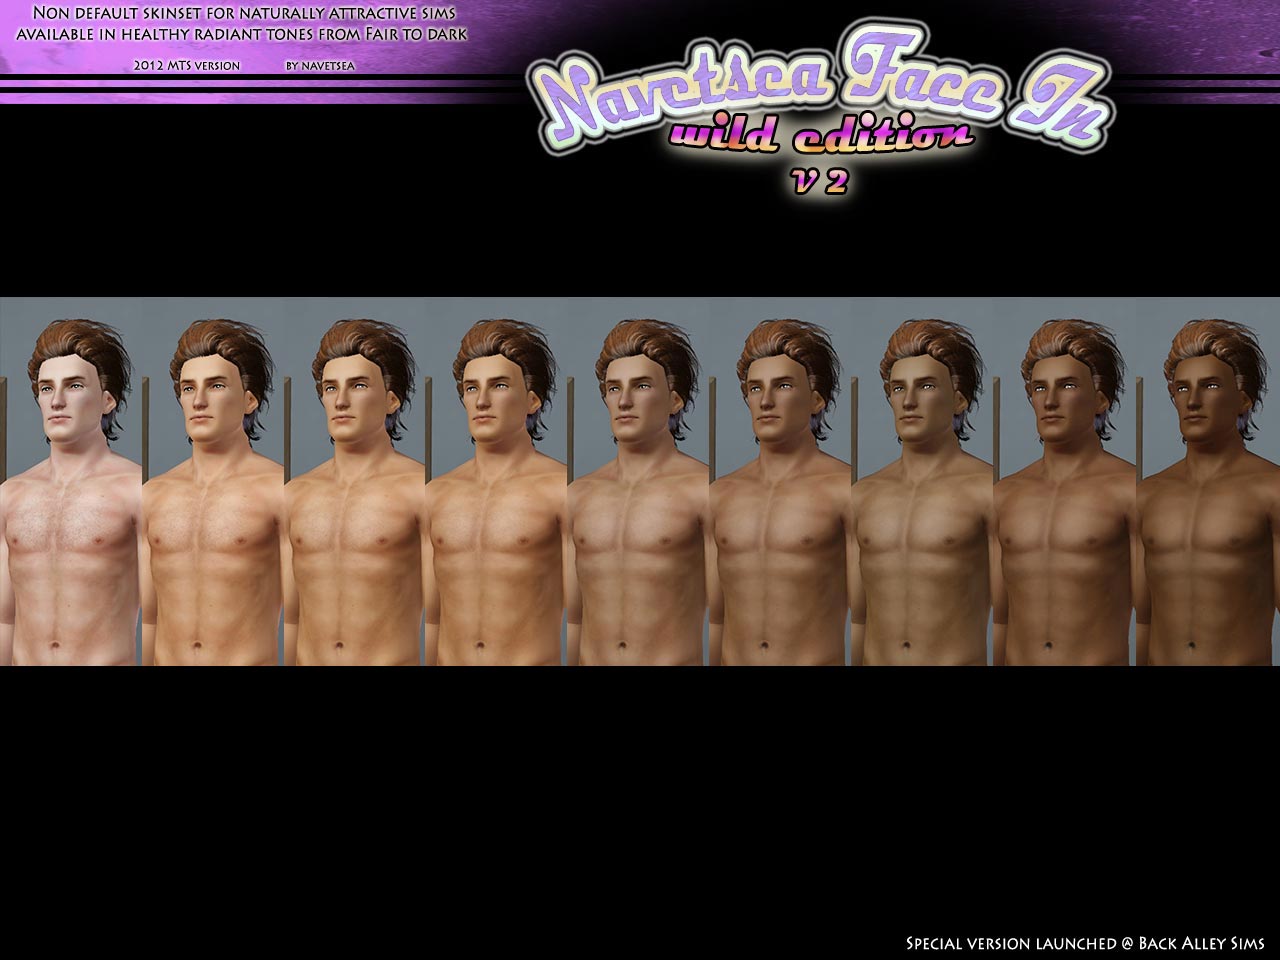 Non default skinset for naturally attractive sims
available in healthy radiant tones from Fair to dark
2012 MTS version by navetsea
Navetsea Face In
wild edition
v 2
Special version launched @ Back Alley Sims